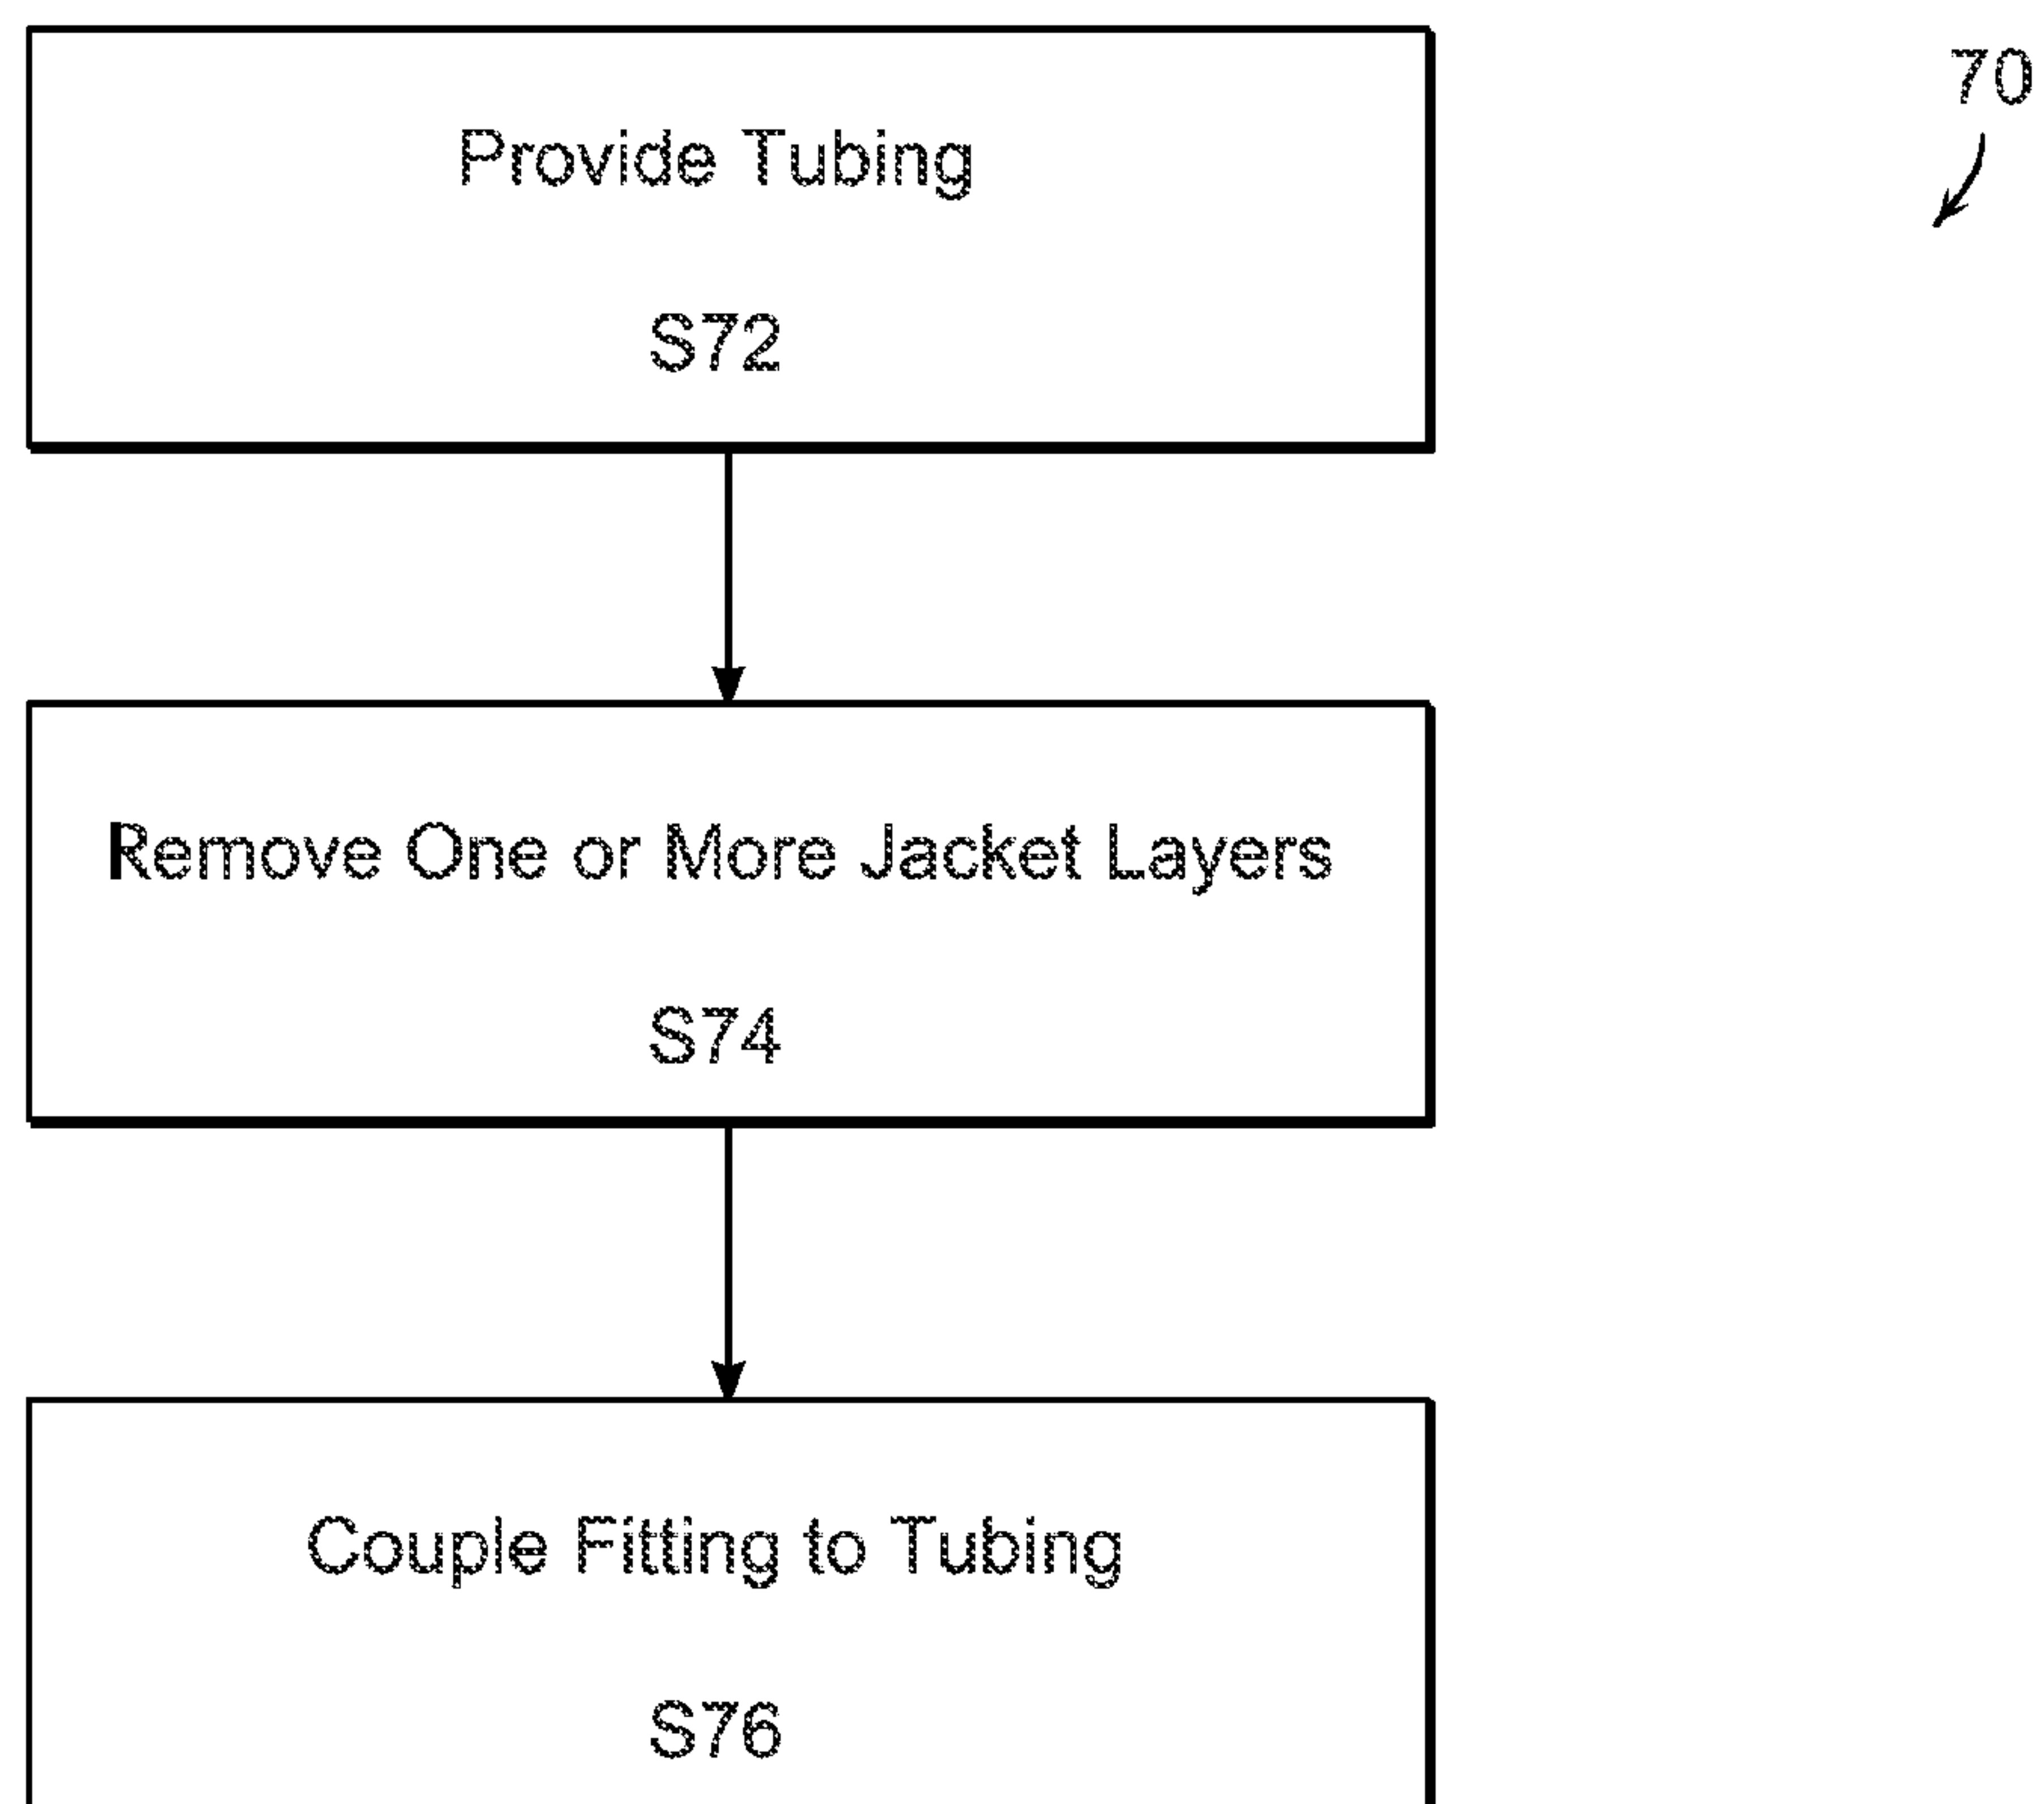 70
Provide Tubing
S72
Remove One or More Jacket Layers
S74
Couple Fitting to Tubing
S76